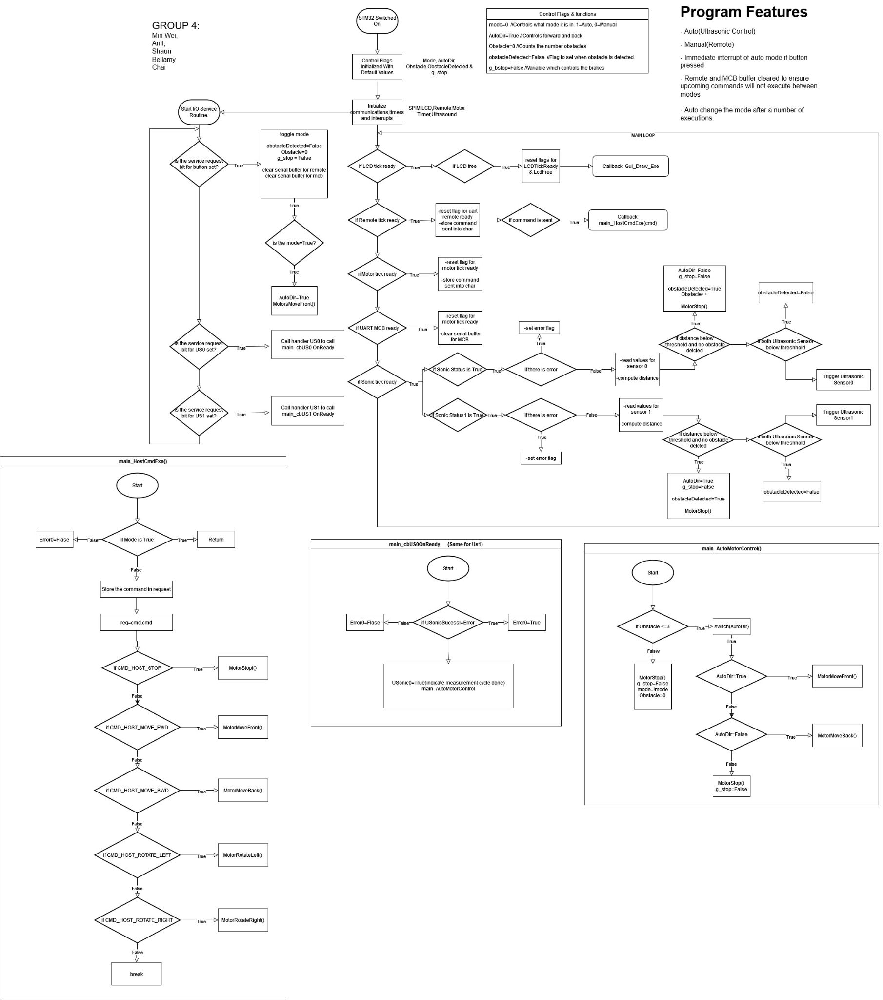 GROUP 4:
Min Wei,
Ariff,
Shaun
Bellamy
Chai
STM32 Switched
On
Control Flags
Initialized With
Default Values
Mode, AutoDir,
Obstacle,ObstacleDetected &
g_stop
Control Flags & functions
mode=0  //Controls what mode it is in. 1=Auto, 0=Manual
AutoDir=True //Controls forward and back
Obstacle=0 //Counts the number obstacles
obstacleDetected=False  //Flag to set when obstacle is detected
g_bstop=False //Variable which controls the brakes
Program Features
- Auto(Ultrasonic Control)
- Manual(Remote)
- Immediate interrupt of auto mode if button
pressed
- Remote and MCB buffer cleared to ensure
upcoming commands will not execute between
modes
- Auto change the mode after a number of
executions.
Initialize
communications,timers
and interrupts
SPIM,LCD,Remote,Motor,
Timer,Ultrasound
Start I/O Service
Routine.
is the service request
bit for button set?
True
toggle mode
obstacleDetected=False
Obstacle=0
g_stop = False
clear serial buffer for remote
clear serial buffer for mcb
True
is the mode=True?
True
AutoDir=True
MotorsMoveFront()
is the service request
bit for US0 set?
True
Call handler US0 to call
main_cbUS0 OnReady
is the service request
bit for US1 set?
True
Call handler US1 to call
main_cbUS1 OnReady
MAIN LOOP
if LCD tick ready
True
if LCD free
True
reset flags for
LCDTickReady
& LcdFree
Callback: Gui_Draw_Exe
if Remote tick ready
True
-reset flag for uart
remote ready
-store command
sent into char
if command is sent
True
Callback:
main_HostCmdExe(cmd)
if Motor tick ready
True
-reset flag for
motor tick ready
-store command
sent into char
if UART MCB ready
True
-reset flag for
motor tick ready
-clear serial buffer
for MCB
if Sonic tick ready
True
if Sonic Status is True
True
if there is error
True
-set error flag
False
-read values for
sensor 0
-compute distance
if distance below
threshold and no obstacle
detcted
True
AutoDir=False
g_stop=False
obstacleDetected=True
Obstacle++
MotorStop()
if both Ultrasonic Sensor
below threshhold
True
obstacleDetected=False
Trigger Ultrasonic
Sensor0
if Sonic Status1 is True
True
if there is error
True
-set error flag
False
-read values for
sensor 1
-compute distance
if distance below
threshold and no obstacle
detcted
True
AutoDir=True
g_stop=False
obstacleDetected=True
MotorStop()
if both Ultrasonic Sensor
below threshhold
Trigger Ultrasonic
Sensor1
True
obstacleDetected=False
main_HostCmdExe()
Start
if Mode is True
False
Error0=Flase
True
Return
False
Store the command in request
req=cmd.cmd
if CMD_HOST_STOP
True
MotorStopt()
False
if CMD_HOST_MOVE_FWD
True
MotorMoveFront()
False
if CMD_HOST_MOVE_BWD
True
MotorMoveBack()
False
if CMD_HOST_ROTATE_LEFT
True
MotorRotateLeft()
False
if CMD_HOST_ROTATE_RIGHT
True
MotorRotateRight()
False
break
main_cbUS0OnReady     (Same for Us1)
Start
if USonicSucess!=Error
False
Error0=Flase
True
Error0=True
USonic0=True(indicate measurement cycle done)
main_AutoMotorControl
main_AutoMotorControl()
Start
if Obstacle <=3
True
switch(AutoDir)
Falsw
MotorStop()
g_stop=False
mode=!mode
Obstacle=0
True
AutoDir=True
True
MotorMoveFront()
False
AutoDir=False
True
MotorMoveBack()
False
MotorStop()
g_stop=False